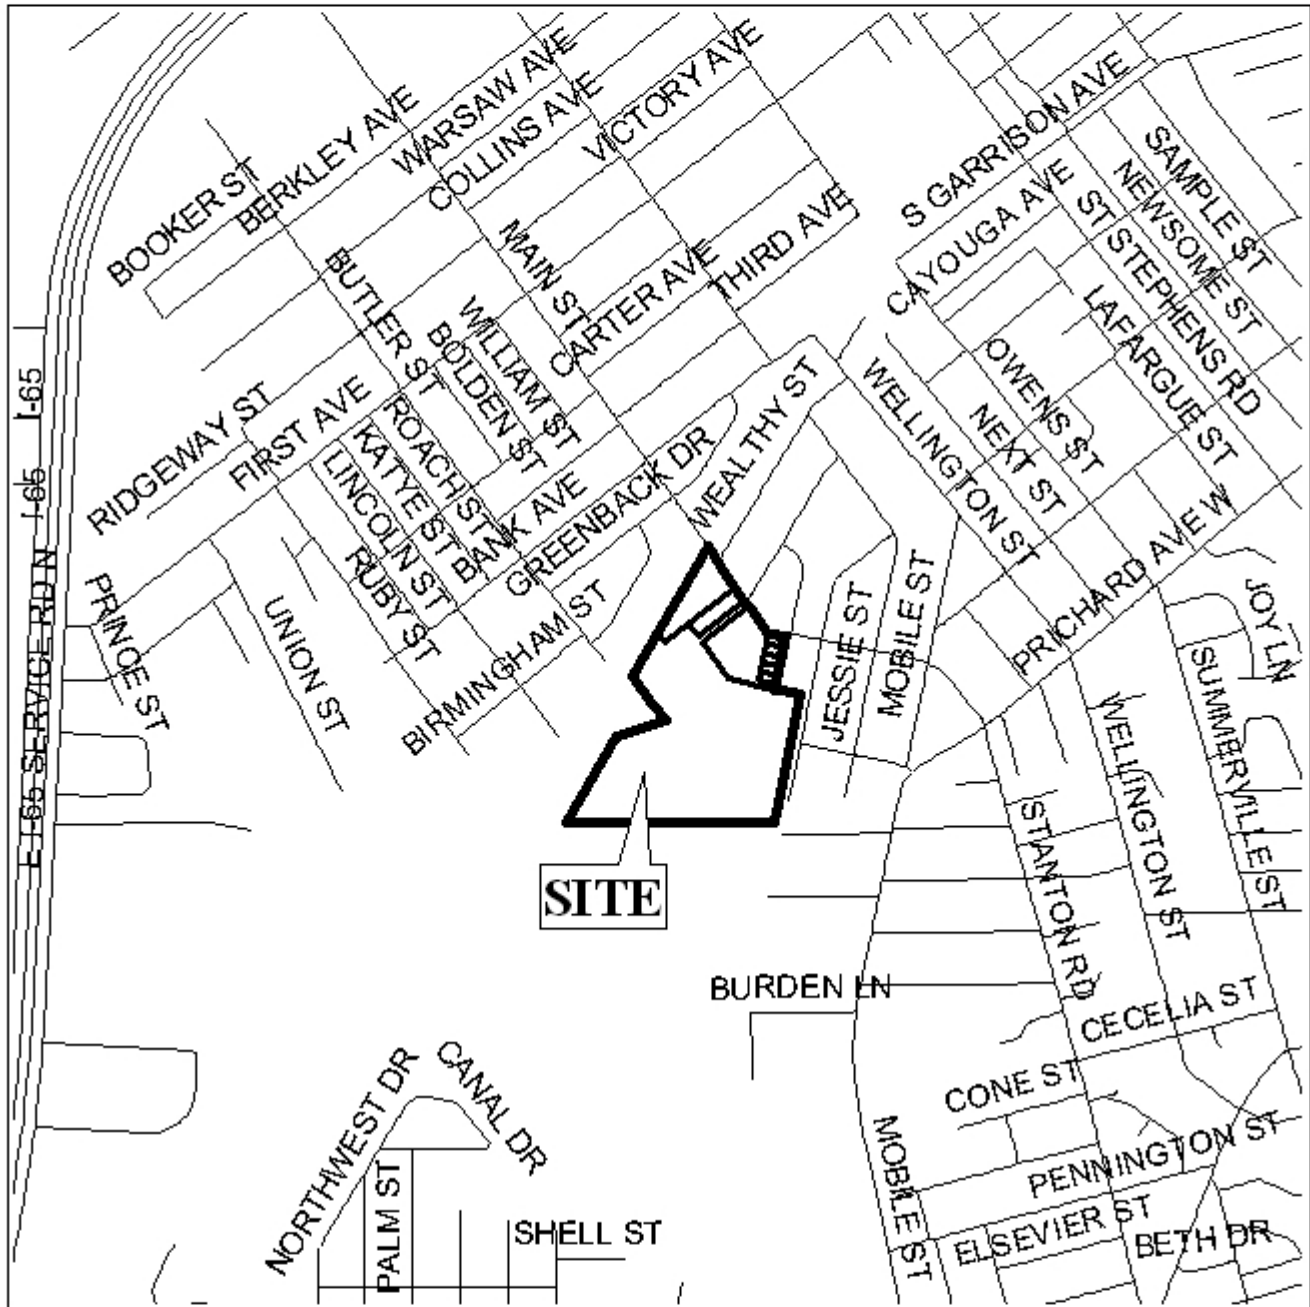 WARSAW AVE
VICTORY AVE
BERKLEY AVE
COLLINS AVE
S GARRISON AVE
SAMPLE ST
BOOKER ST
NEWSOME ST
CAYOUGA AVE
ST STEPHENS RD
MAIN ST
THIRD AVE
BUTLER ST
CARTER AVE
WILLIAM ST
LAFARGUE ST
BOLDEN ST
OWENS ST
I-65
RIDGEWAY ST
FIRST AVE
ROACH ST
WEALTHY ST
WELLINGTON ST
NEXT ST
KATYE ST
LINCOLN ST
BANK AVE
GREENBACK DR
I-65
RUBY ST
PRICHARD AVE W
E I-65 SERVICE RD N
PRINCE ST
UNION ST
BIRMINGHAM ST
JESSIE ST
MOBILE ST
JOY LN
SUMMERVILLE ST
WELLINGTON ST
STAMTON RD
SITE
BURDEN LN
CECELIA ST
CONE ST
NORTHWEST DR
CANAL DR
MOBILE ST
PENNINGTON ST
PALM ST
SHELL ST
ELSEVIER ST
BETH DR